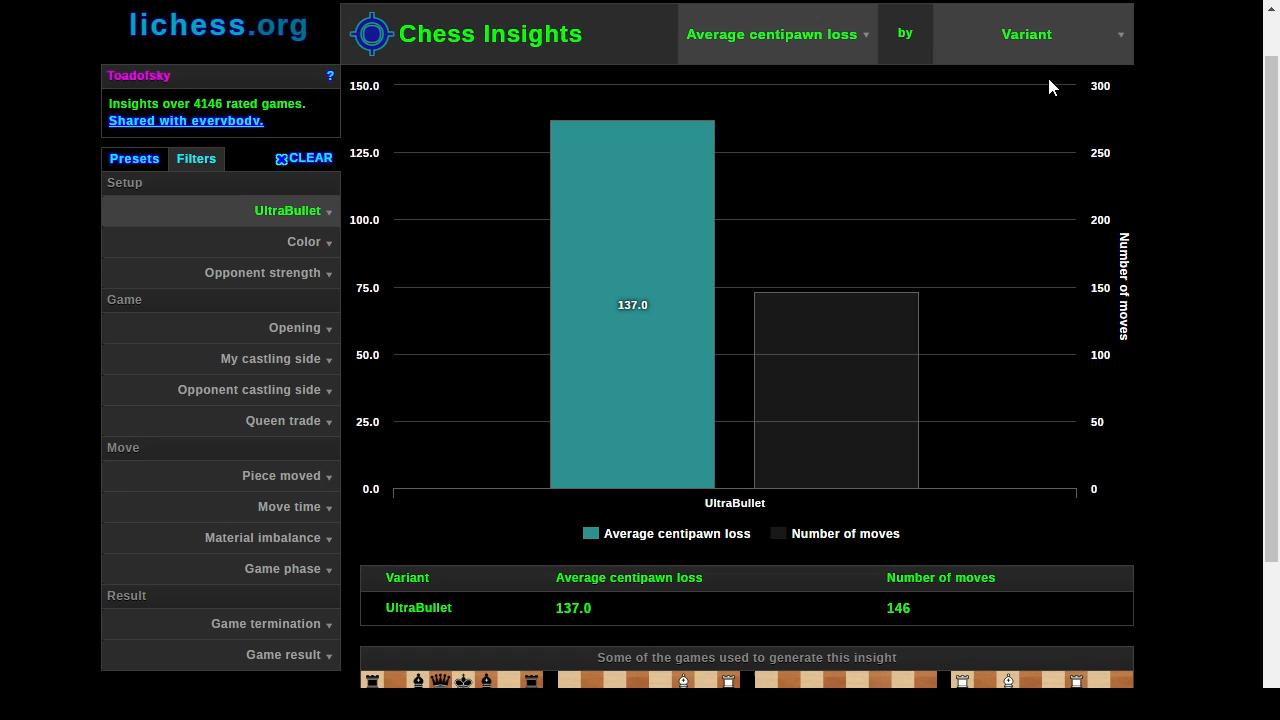 lichess.org
Chess Insights
Average centipawn loss
by
Variant
Toadofsky
?
Insights over 4146 rated games.
Shared with everybody.
Presets
Filters
CLEAR
Setup
UltraBullet
Color
Opponent strength
Game
Opening
My castling side
Opponent castling side
Queen trade
Move
Piece moved
Move time
Material imbalance
Game phase
Result
Game termination
Game result
150.0
125.0
100.0
75.0
50.0
25.0
0.0
137.0
300
250
200
150
100
50
0
Number of moves
UltraBullet
Average centipawn loss
Number of moves
Variant Average centipawn loss Number of moves
UltraBullet 137.0 146
Some of the games used to generate this insight